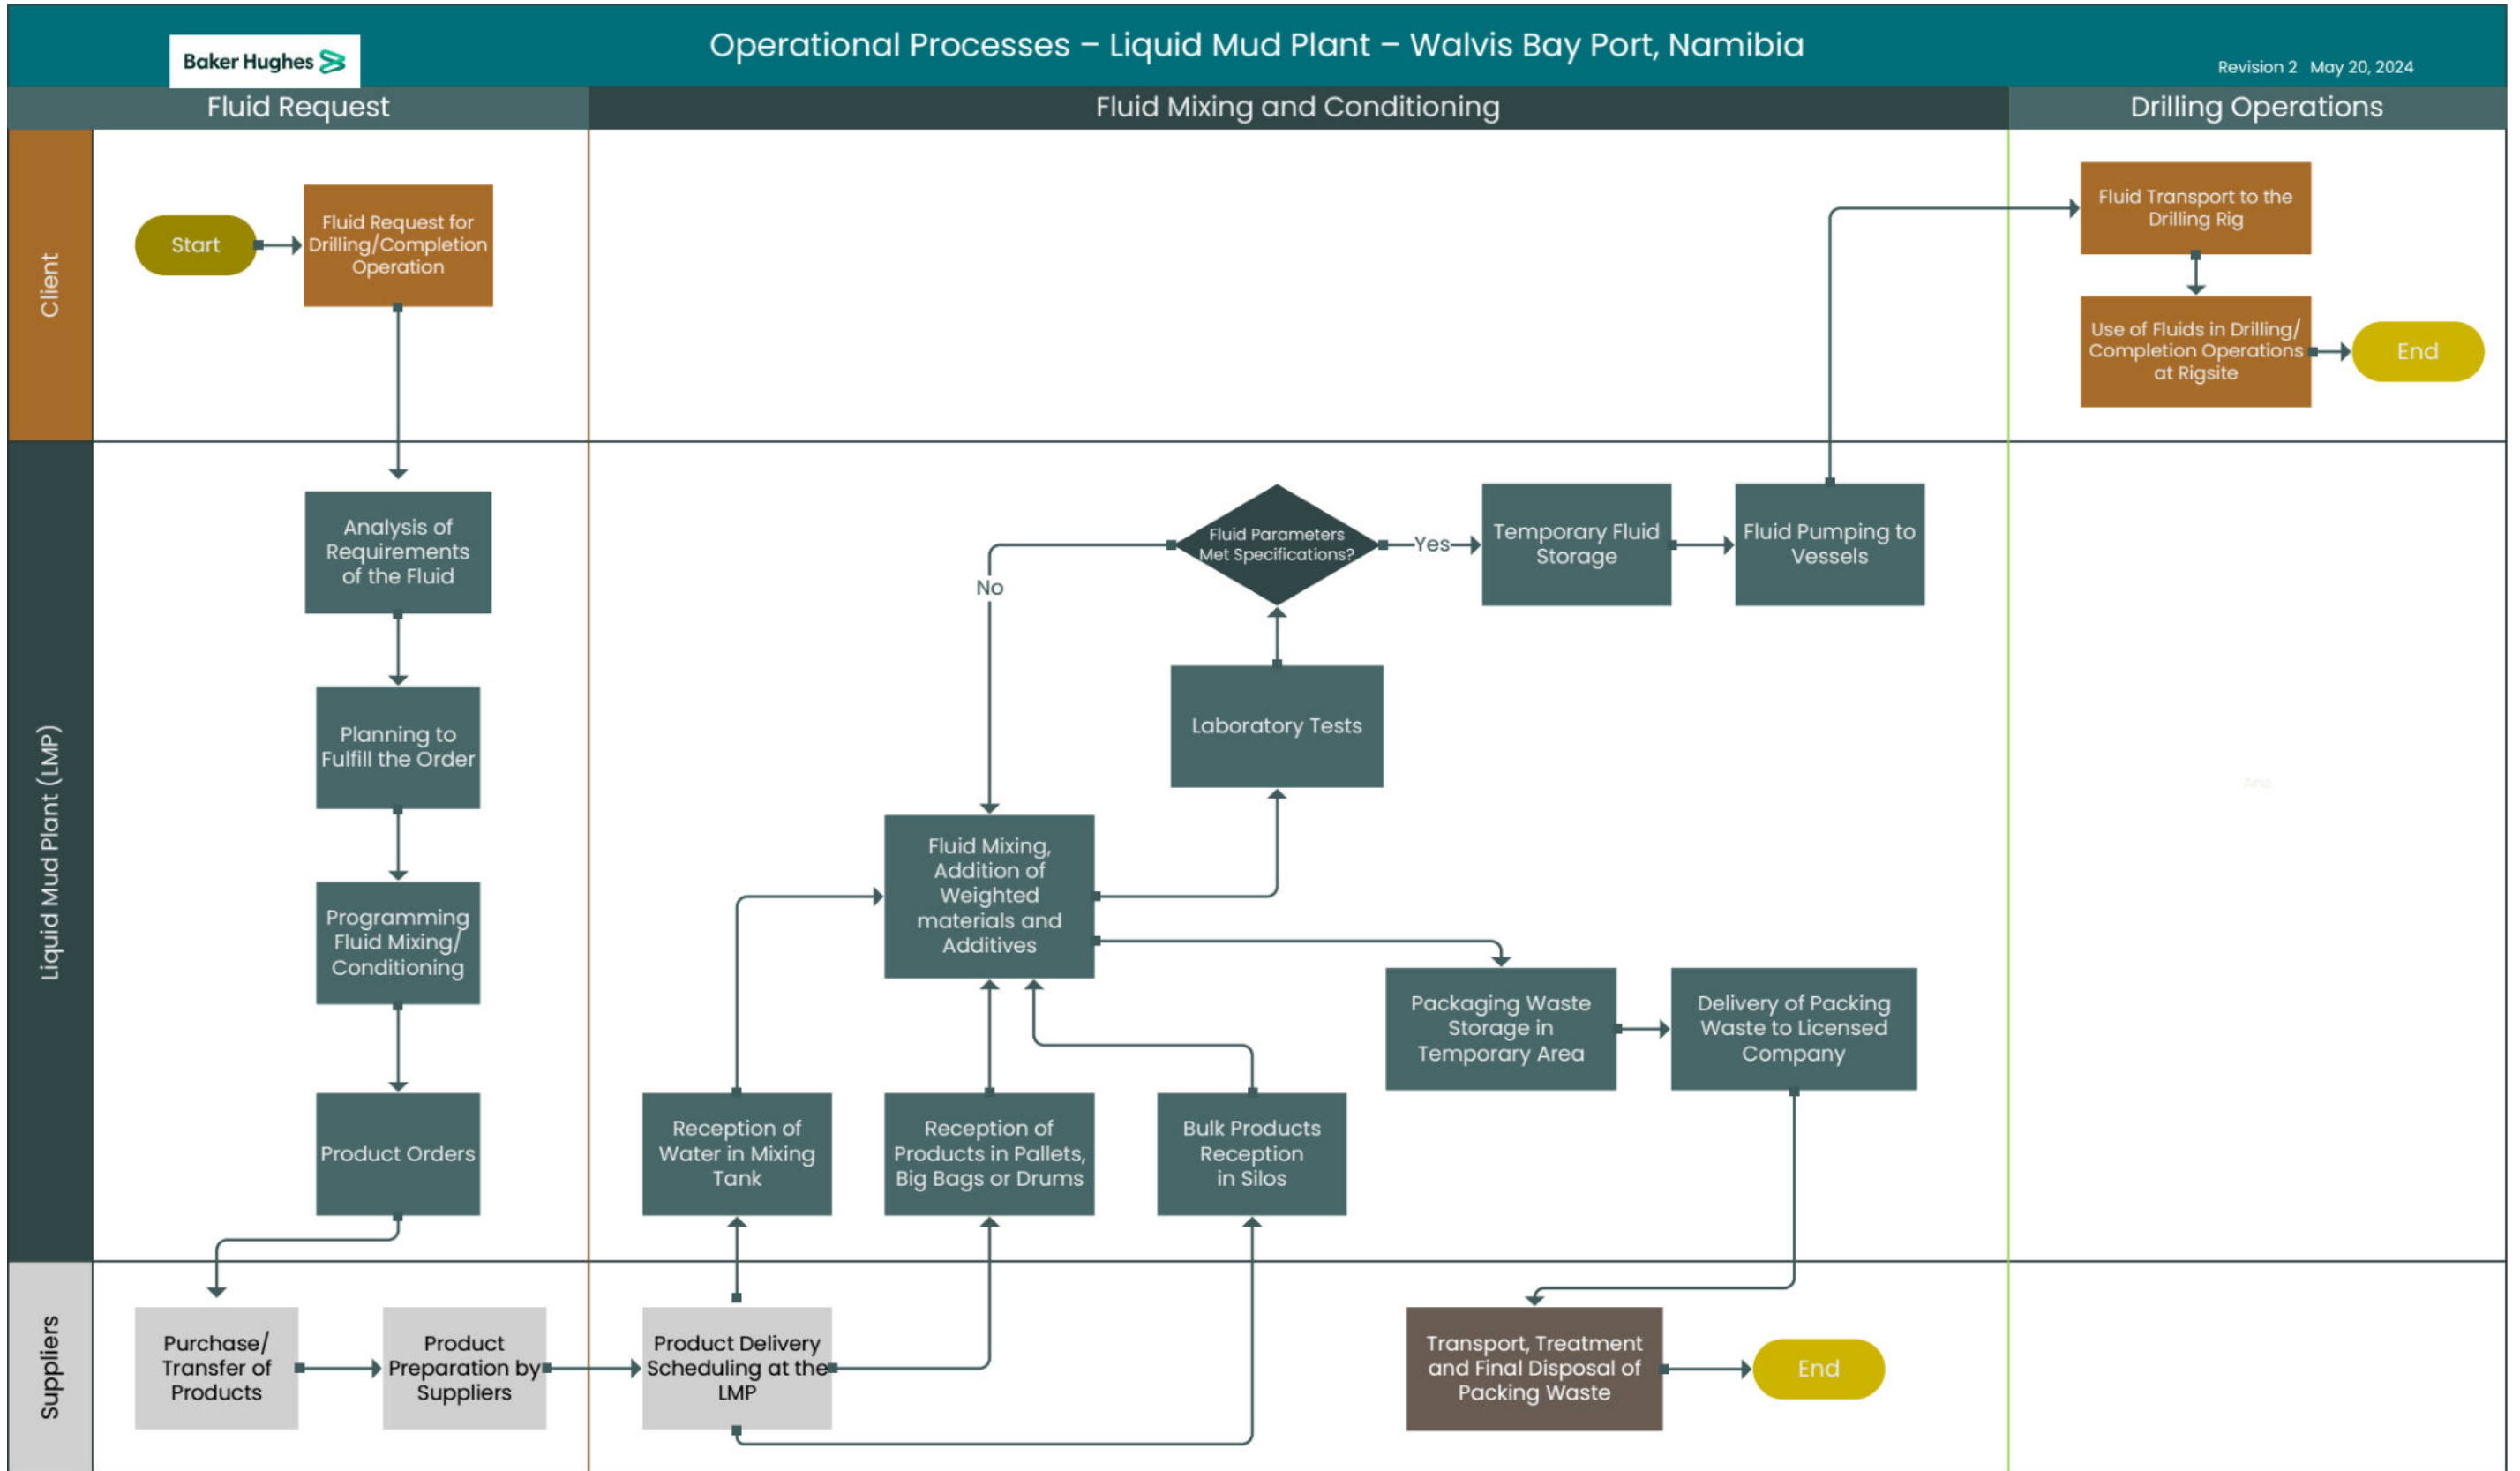 Operational Processes – Liquid Mud Plant – Walvis Bay Port, Namibia
Baker Hughes
Revision 2 May 20, 2024
Fluid Request
Fluid Mixing and Conditioning
Drilling Operations
Client
Start
Fluid Request for
Drilling/Completion
Operation
Fluid Transport to the
Drilling Rig
Use of Fluids in Drilling/
Completion Operations
at Rigsite
End
Liquid Mud Plant (LMP)
Analysis of
Requirements
of the Fluid
Planning to
Fulfill the Order
Programming
Fluid Mixing/
Conditioning
Product Orders
Fluid Parameters
Met Specifications?
Yes
No
Temporary Fluid
Storage
Fluid Pumping to
Vessels
Laboratory Tests
Ano
Fluid Mixing,
Addition of
Weighted
materials and
Additives
Packaging Waste
Storage in
Temporary Area
Delivery of Packing
Waste to Licensed
Company
Reception of
Water in Mixing
Tank
Reception of
Products in Pallets,
Big Bags or Drums
Bulk Products
Reception
in Silos
Suppliers
Purchase/
Transfer of
Products
Product
Preparation by
Suppliers
Product Delivery
Scheduling at the
LMP
Transport, Treatment
and Final Disposal of
Packing Waste
End